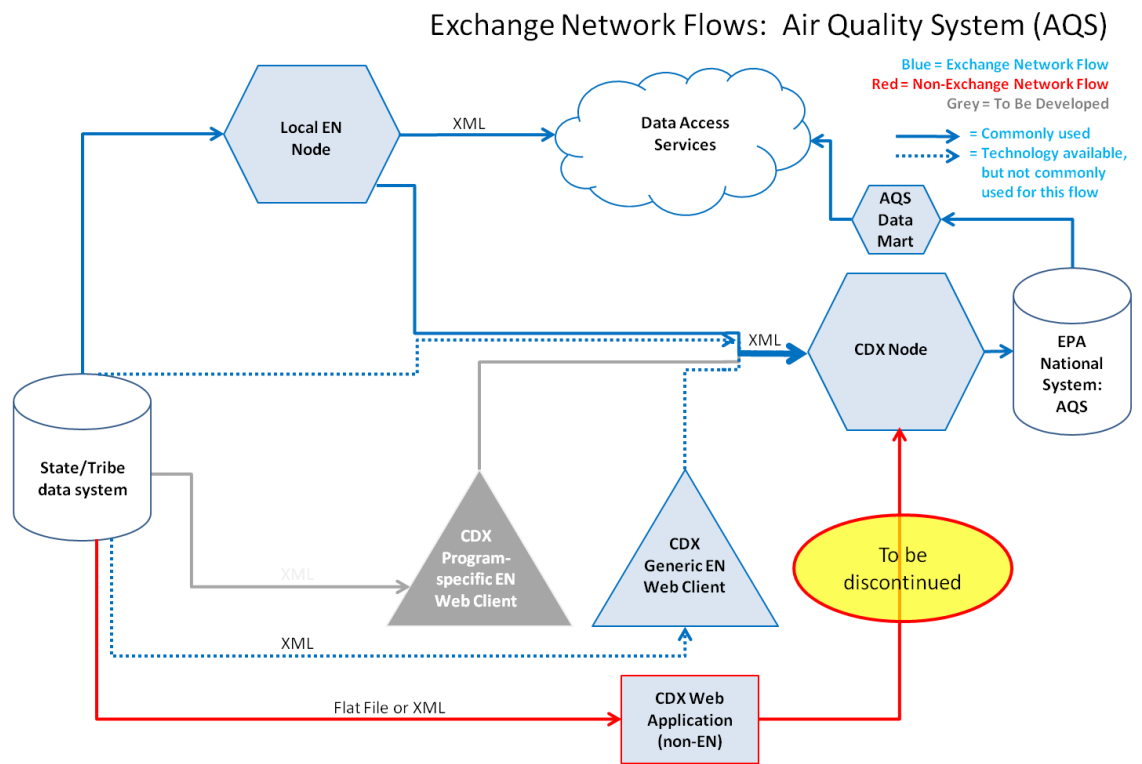 Exchange Network Flows:  Air Quality System (AQS)
Blue = Exchange Network Flow
Red = Non-Exchange Network Flow
Grey = To Be Developed
= Commonly used
= Technology available,
but not commonly
used for this flow
Local EN
Node
XML
Data Access
Services
AQS
Data
Mart
XML
CDX Node
EPA
National
System:
AQS
State/Tribe
data system
CDX
Program-
specific EN
Web Client
CDX
Generic EN
Web Client
To be
discontinued
XML
XML
Flat File or XML
CDX Web
Application
(non-EN)